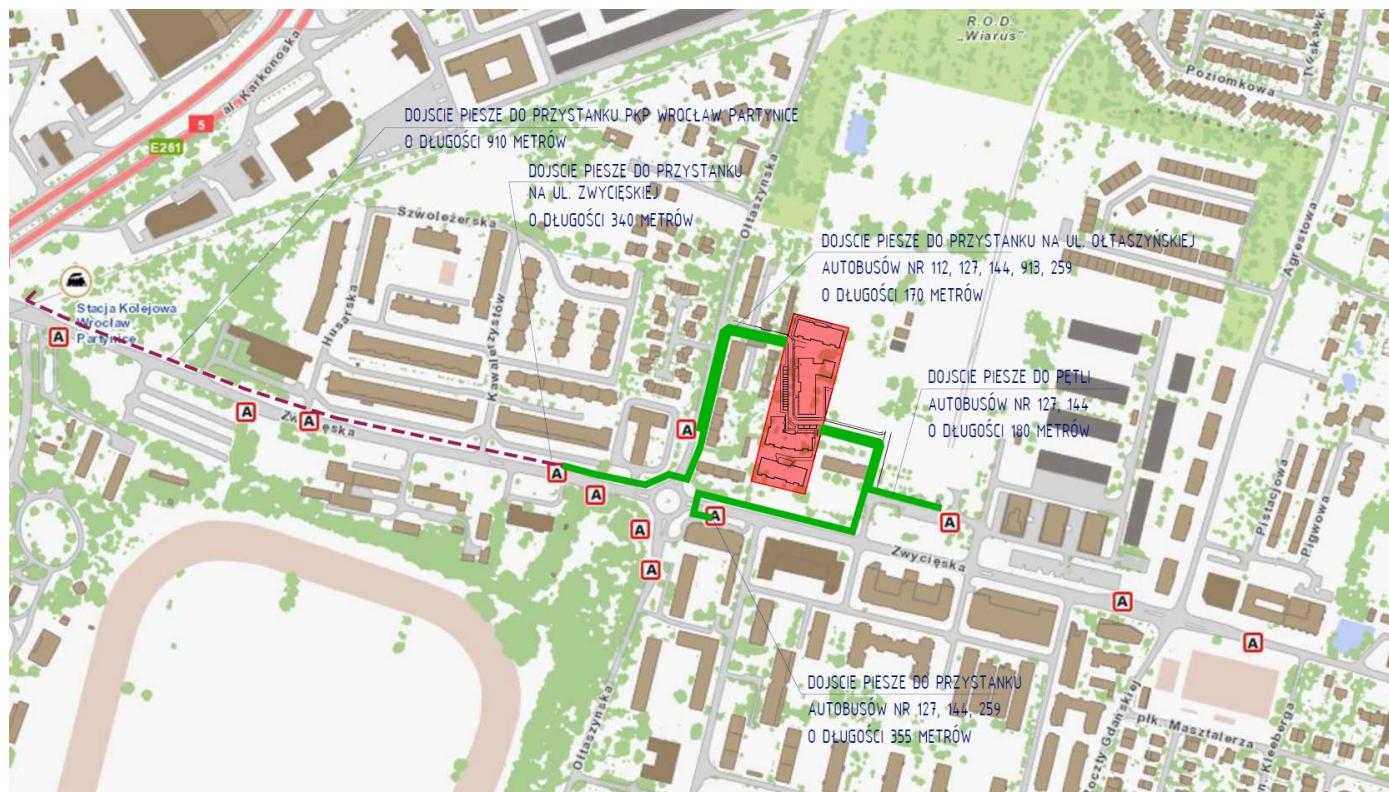 R.O.D.
„Wiarus”
Poziomkowa
al. Karkonoska
5
E261
DOJSCIE PIESZE DO PRZYSTANKU PKP WROCŁAW PARTYNICE
O DŁUGOŚCI 910 METRÓW
DOJSCIE PIESZE DO PRZYSTANKU
NA UL. ZWYCIĘSKIEJ
O DŁUGOŚCI 340 METRÓW
Ołtaszyńska
Szwoleżerska
Agrestowa
DOJSCIE PIESZE DO PRZYSTANKU NA UL. OŁTASZYŃSKIEJ
AUTOBUSÓW NR 112, 127, 144, 913, 259
O DŁUGOŚCI 170 METRÓW
Stacja Kolejowa
Wrocław
Partynice
A
Husarska
Kawalerzystów
DOJSCIE PIESZE DO PĘTLI
AUTOBUSÓW NR 127, 144
O DŁUGOŚCI 180 METRÓW
A
A
A
Zwycięska
A
A
A
A
A
A
Pistacjowa
Pigwowa
Zwycięska
A
A
A
DOJSCIE PIESZE DO PRZYSTANKU
AUTOBUSÓW NR 127, 144, 259
O DŁUGOŚCI 355 METRÓW
Ołtaszyńska
Poczty Gdańskiej
płk. Masztalerza
Kleeberga